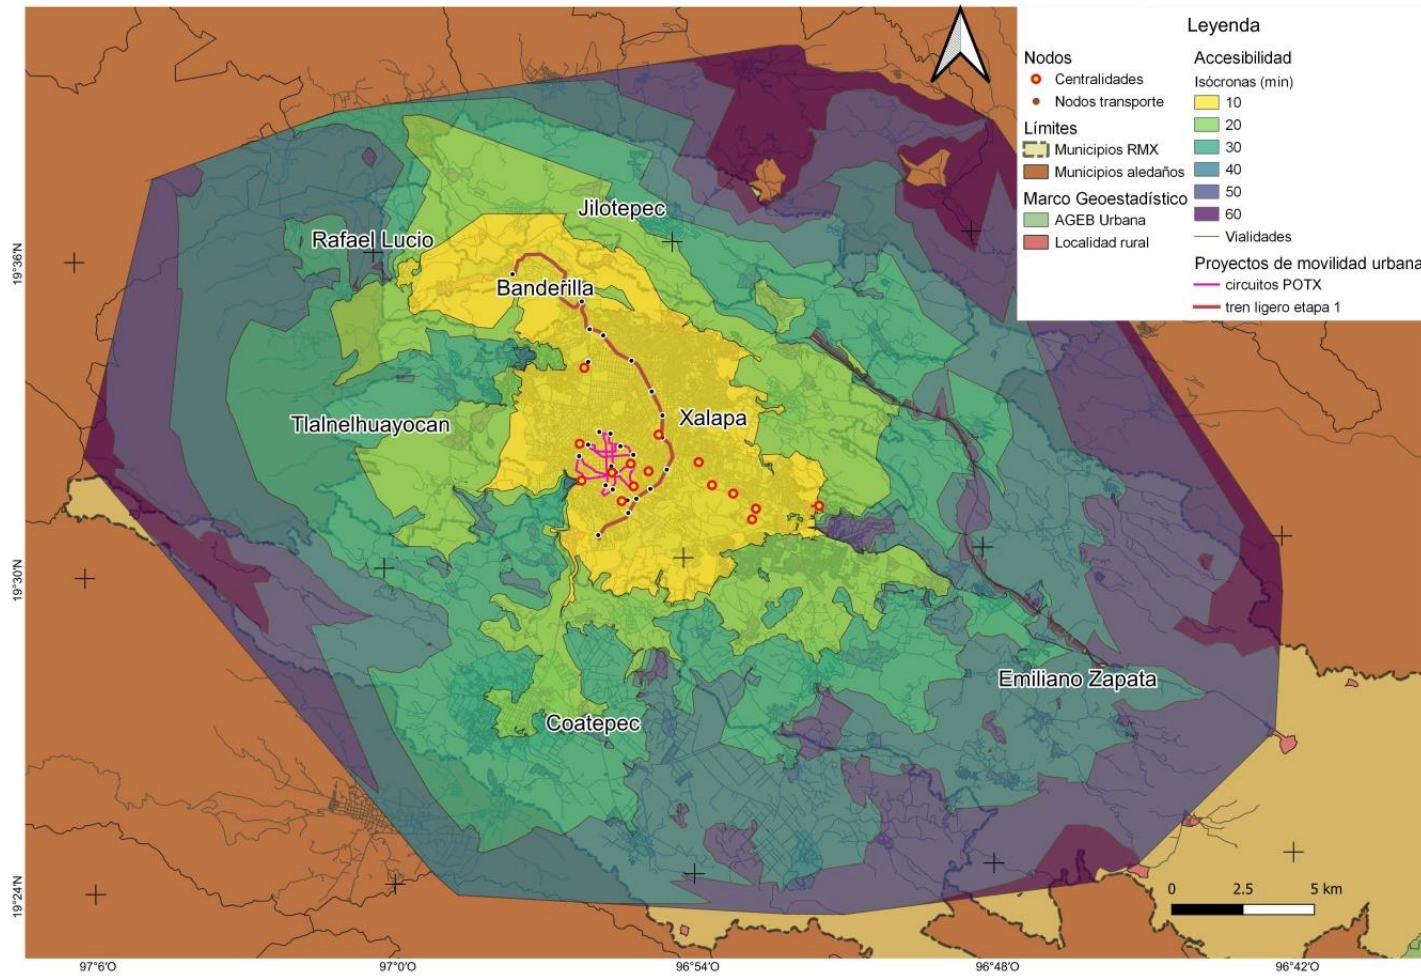 Leyenda
Nodos
Centralidades
Nodos transporte
Límites
Municipios RMX
Municipios aledaños
Marco Geoestadístico
AGEB Urbana
Localidad rural
Accesibilidad
Isócronas (min)
10
20
30
40
50
60
Vialidades
Proyectos de movilidad urbana
circuitos POTX
tren ligero etapa 1
Jilotepec
Rafael Lucio
Banderilla
Tlalnelhuayocan
Xalapa
Emiliano Zapata
Coatepec
19°36'N
19°30'N
19°24'N
0 2.5 5 km
97°6'O 97°0'O 96°54'O 96°48'O 96°42'O